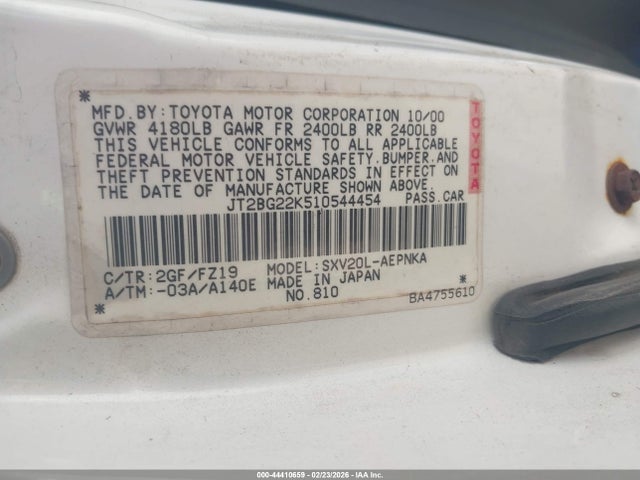 MFD.BY:TOYOTA MOTOR CORPORATION 10/00
GVWR 4180LB GAWR FR 2400LB RR 2400LB
THIS VEHICLE CONFORMS TO ALL APPLICABLE
FEDERAL MOTOR VEHICLE SAFETY,BUMPER,AND
THEFT PREVENTION STANDARDS IN EFFECT ON
THE DATE OF MANUFACTURE SHOWN ABOVE.
JT2BG22K510544454 PASS.CAR
TOYOTA
C/TR:2GF/FZ19 MODEL:SXV20L-AEPNKA
A/TM:-03A/A140E MADE IN JAPAN
NO.810 BA4755610
000-44410659 - 02/23/2026 - IAA Inc.